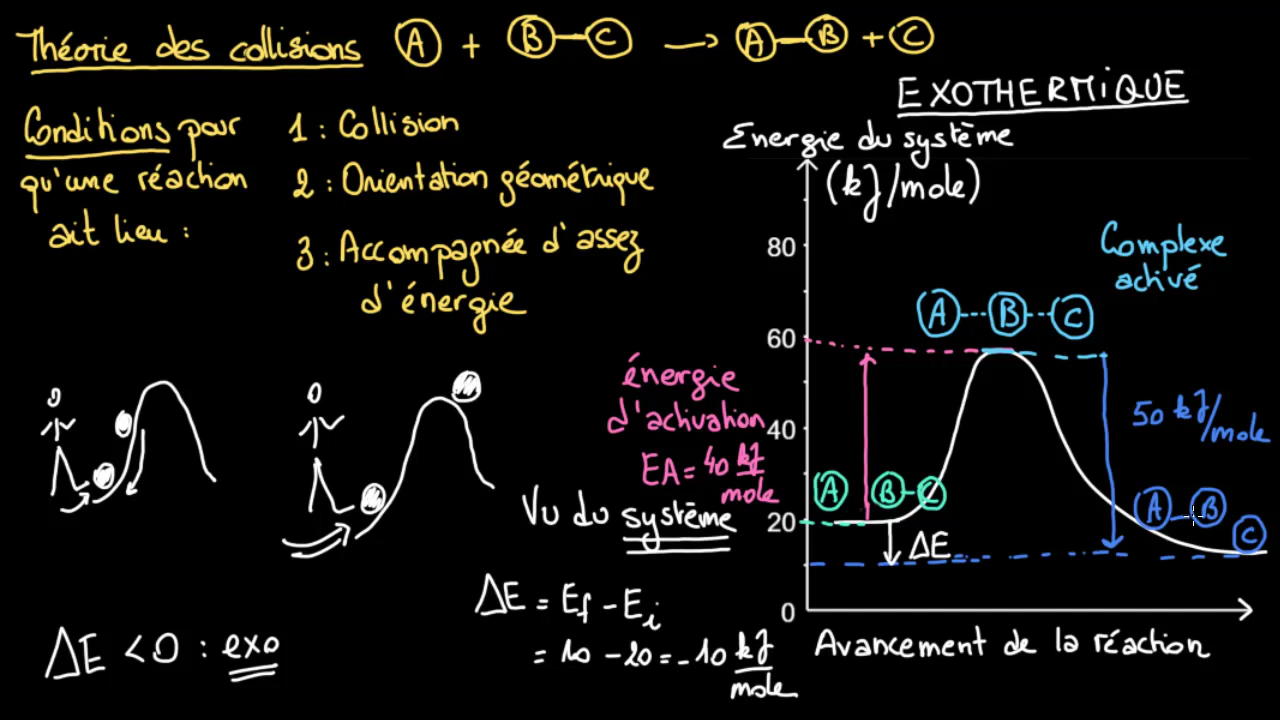 Théorie des collisions A + B–C → A–B + C
Conditions pour
qu'une réaction
ait lieu :
1 : Collision
2 : Orientation géométrique
3 : Accompagnée d'assez
d'énergie
EXOTHERMiQUE
Energie du système
(kJ/mole)
80
60
40
20
0
Complexe
activé
A---B---C
énergie
d'activation
EA = 40 kJ/mole
50 kJ/mole
A B–C
A–B
C
ΔE
Vu du système
ΔE = Ef - Ei
= 10 - 20 = -10 kJ/mole
ΔE < 0 : exo
Avancement de la réaction